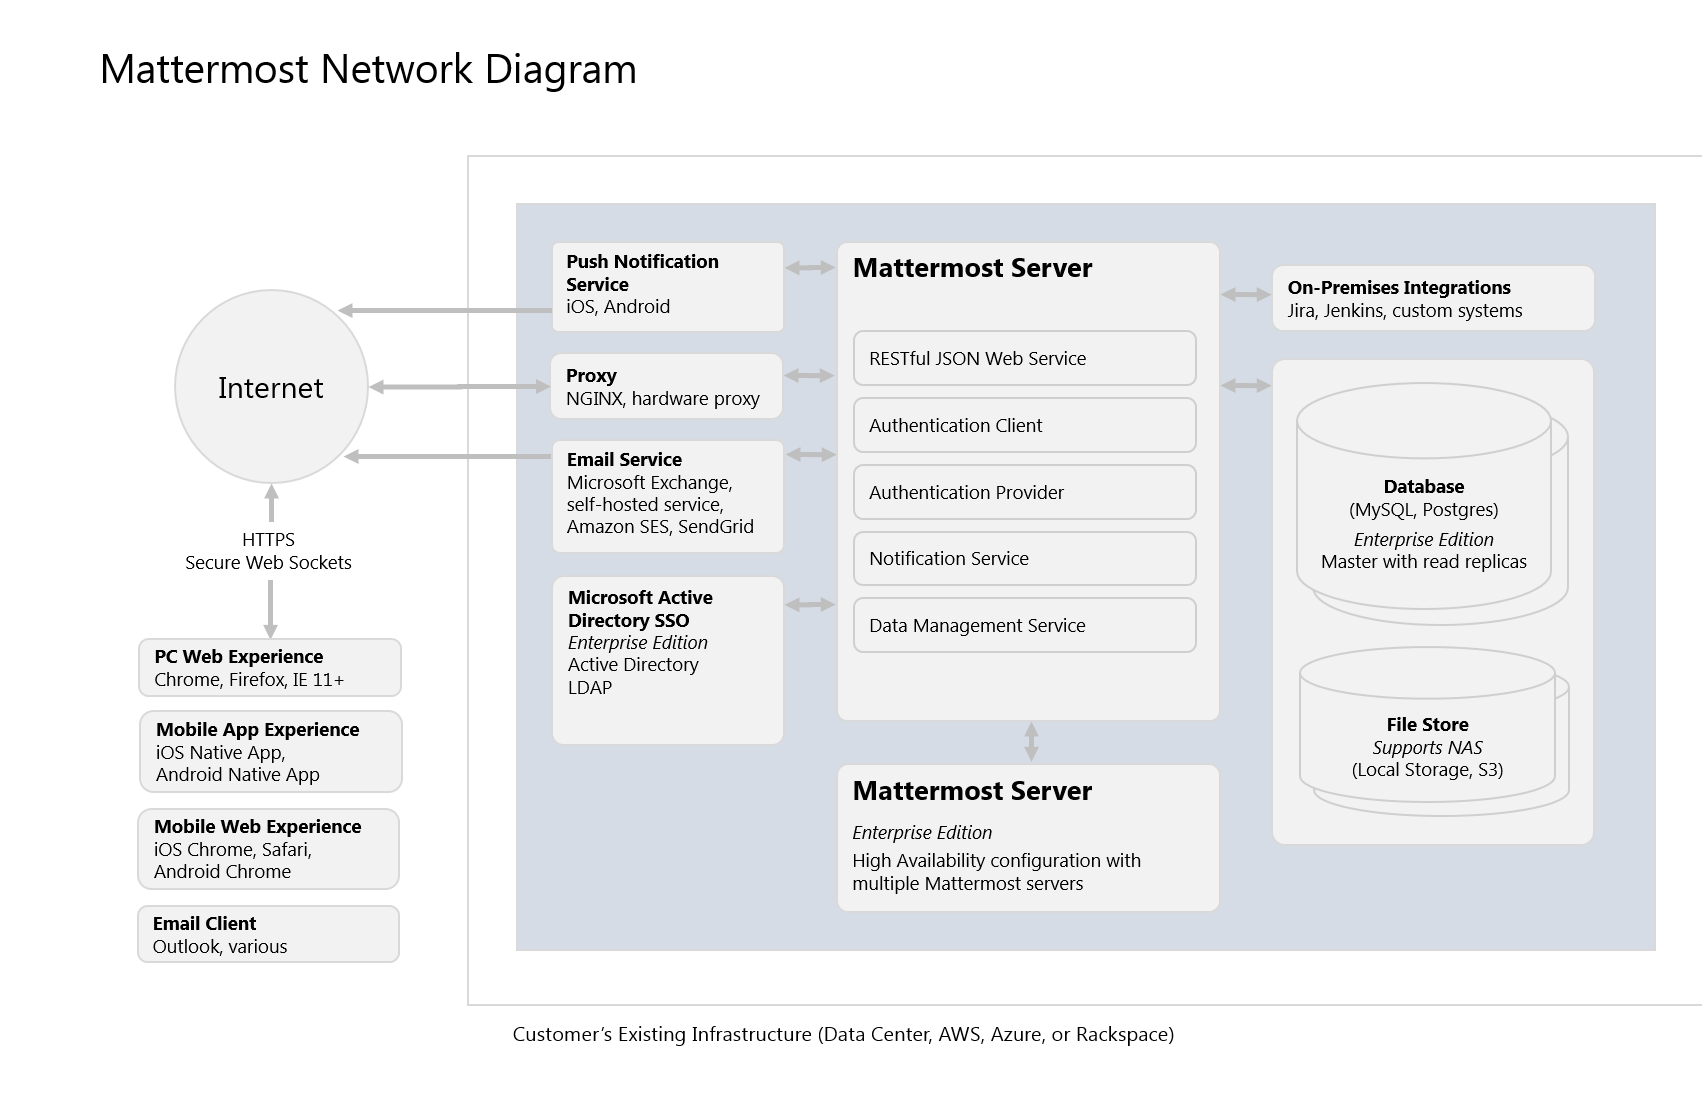 Mattermost Network Diagram
Internet
HTTPS
Secure Web Sockets
PC Web Experience
Chrome, Firefox, IE 11+
Mobile App Experience
iOS Native App,
Android Native App
Mobile Web Experience
iOS Chrome, Safari,
Android Chrome
Email Client
Outlook, various
Push Notification
Service
iOS, Android
Proxy
NGINX, hardware proxy
Email Service
Microsoft Exchange,
self-hosted service,
Amazon SES, SendGrid
Microsoft Active
Directory SSO
Enterprise Edition
Active Directory
LDAP
Mattermost Server
RESTful JSON Web Service
Authentication Client
Authentication Provider
Notification Service
Data Management Service
Mattermost Server
Enterprise Edition
High Availability configuration with
multiple Mattermost servers
On-Premises Integrations
Jira, Jenkins, custom systems
Database
(MySQL, Postgres)
Enterprise Edition
Master with read replicas
File Store
Supports NAS
(Local Storage, S3)
Customer’s Existing Infrastructure (Data Center, AWS, Azure, or Rackspace)